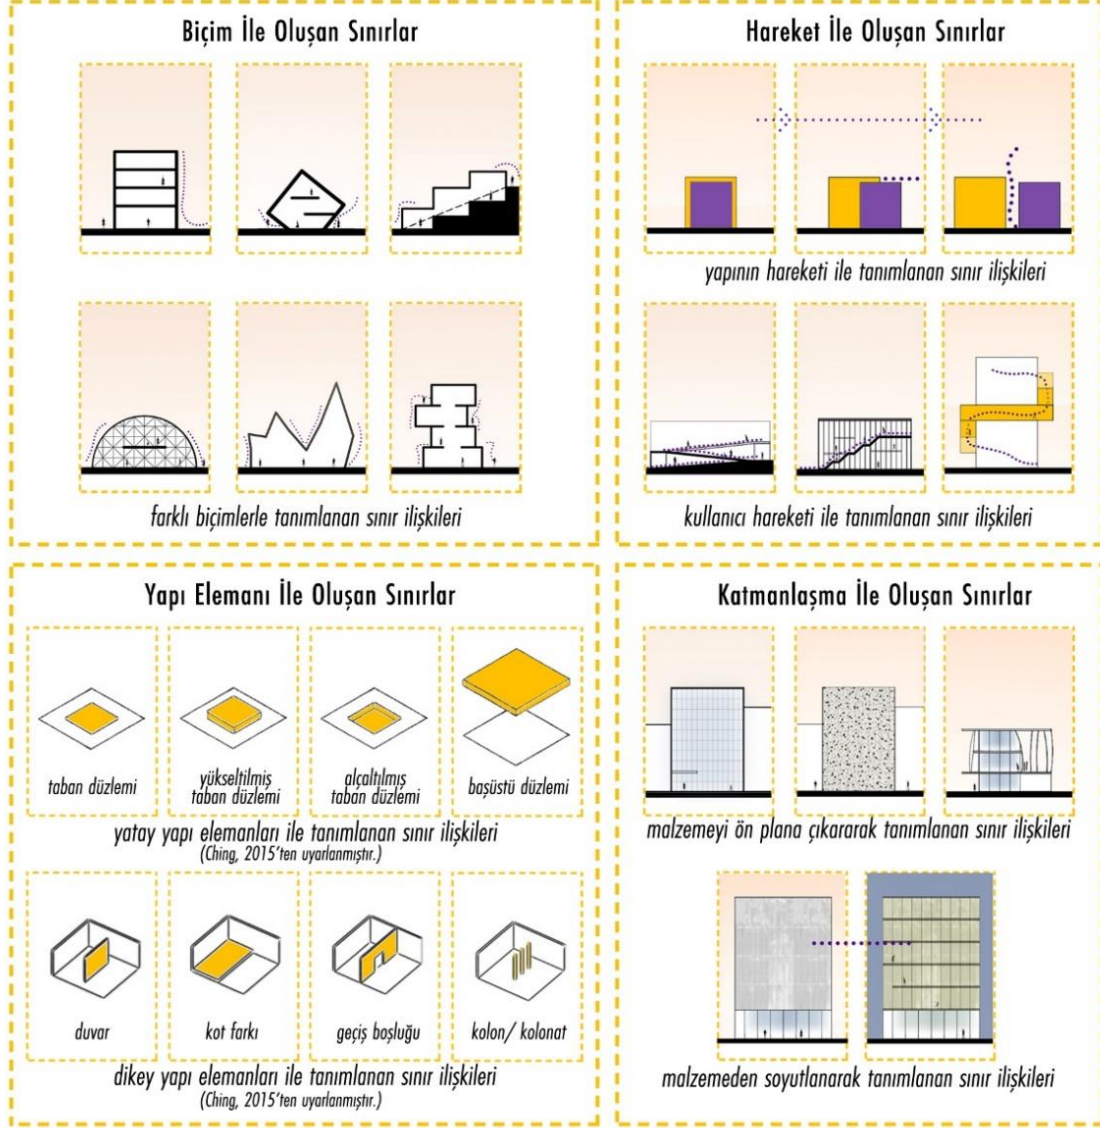 Biçim İle Oluşan Sınırlar
farklı biçimlerle tanımlanan sınır ilişkileri
Hareket İle Oluşan Sınırlar
yapının hareketi ile tanımlanan sınır ilişkileri
kullanıcı hareketi ile tanımlanan sınır ilişkileri
Yapı Elemanı İle Oluşan Sınırlar
taban düzlemi
yükseltilmiş
taban düzlemi
alçaltılmış
taban düzlemi
başüstü düzlemi
yatay yapı elemanları ile tanımlanan sınır ilişkileri
(Ching, 2015'ten uyarlanmıştır.)
duvar
kot farkı
geçiş boşluğu
kolon/ kolonat
dikey yapı elemanları ile tanımlanan sınır ilişkileri
(Ching, 2015'ten uyarlanmıştır.)
Katmanlaşma İle Oluşan Sınırlar
malzemeyi ön plana çıkararak tanımlanan sınır ilişkileri
malzemeden soyutlanarak tanımlanan sınır ilişkileri